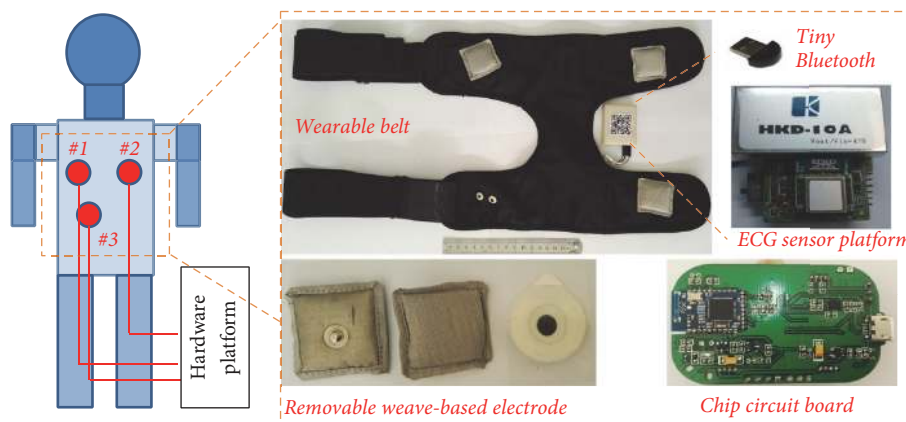 #1
#2
#3
Hardware
platform
Wearable belt
Tiny
Bluetooth
HKD-10A
ECG sensor platform
Removable weave-based electrode
Chip circuit board